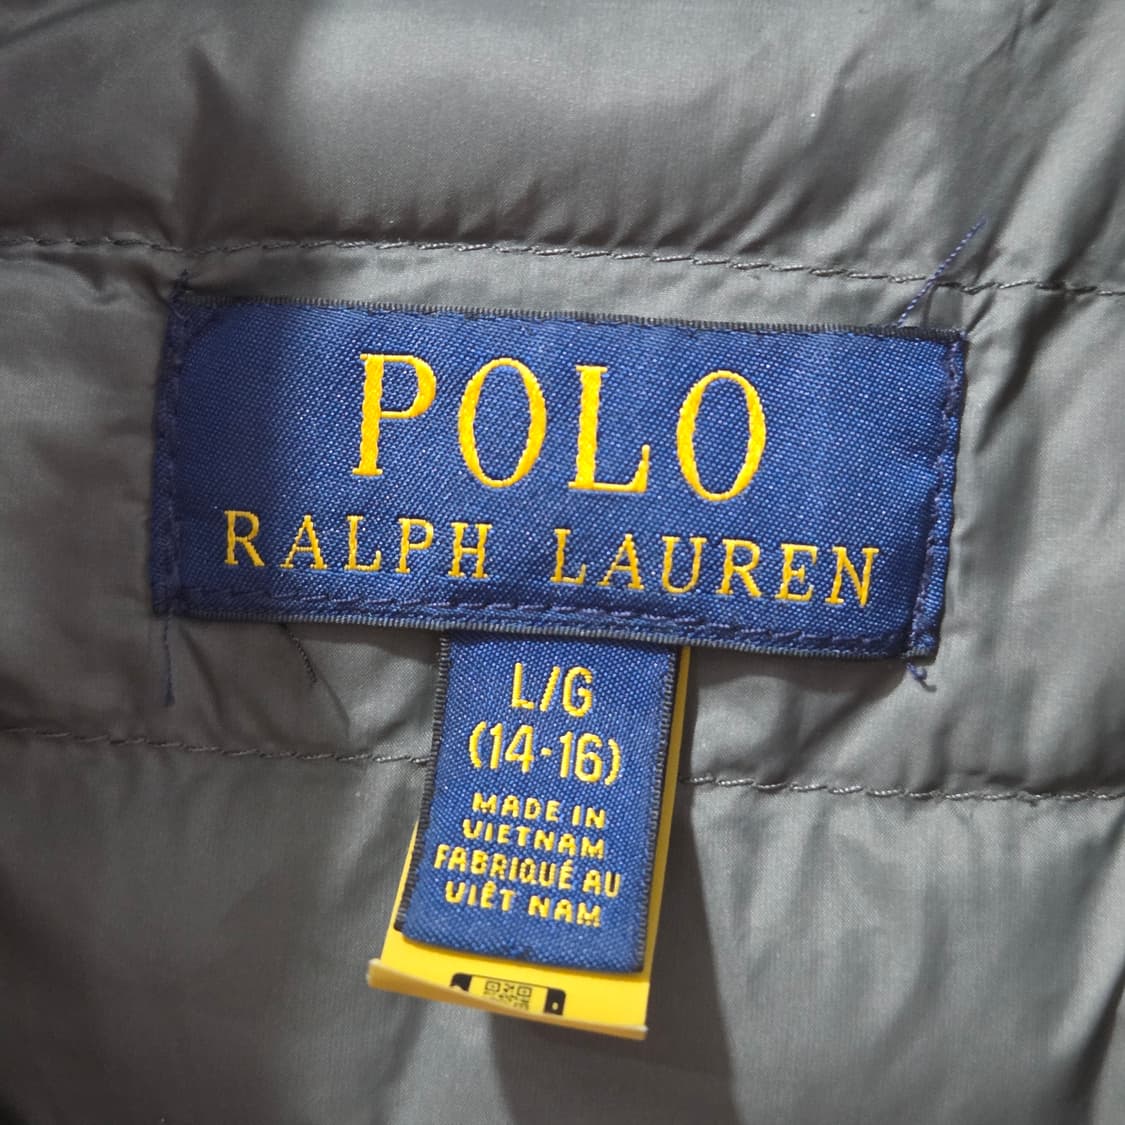 POLO
RALPH LAUREN
L/G
(14-16)
MADE IN
VIETNAM
FABRIQUÉ AU
VIÊT NAM